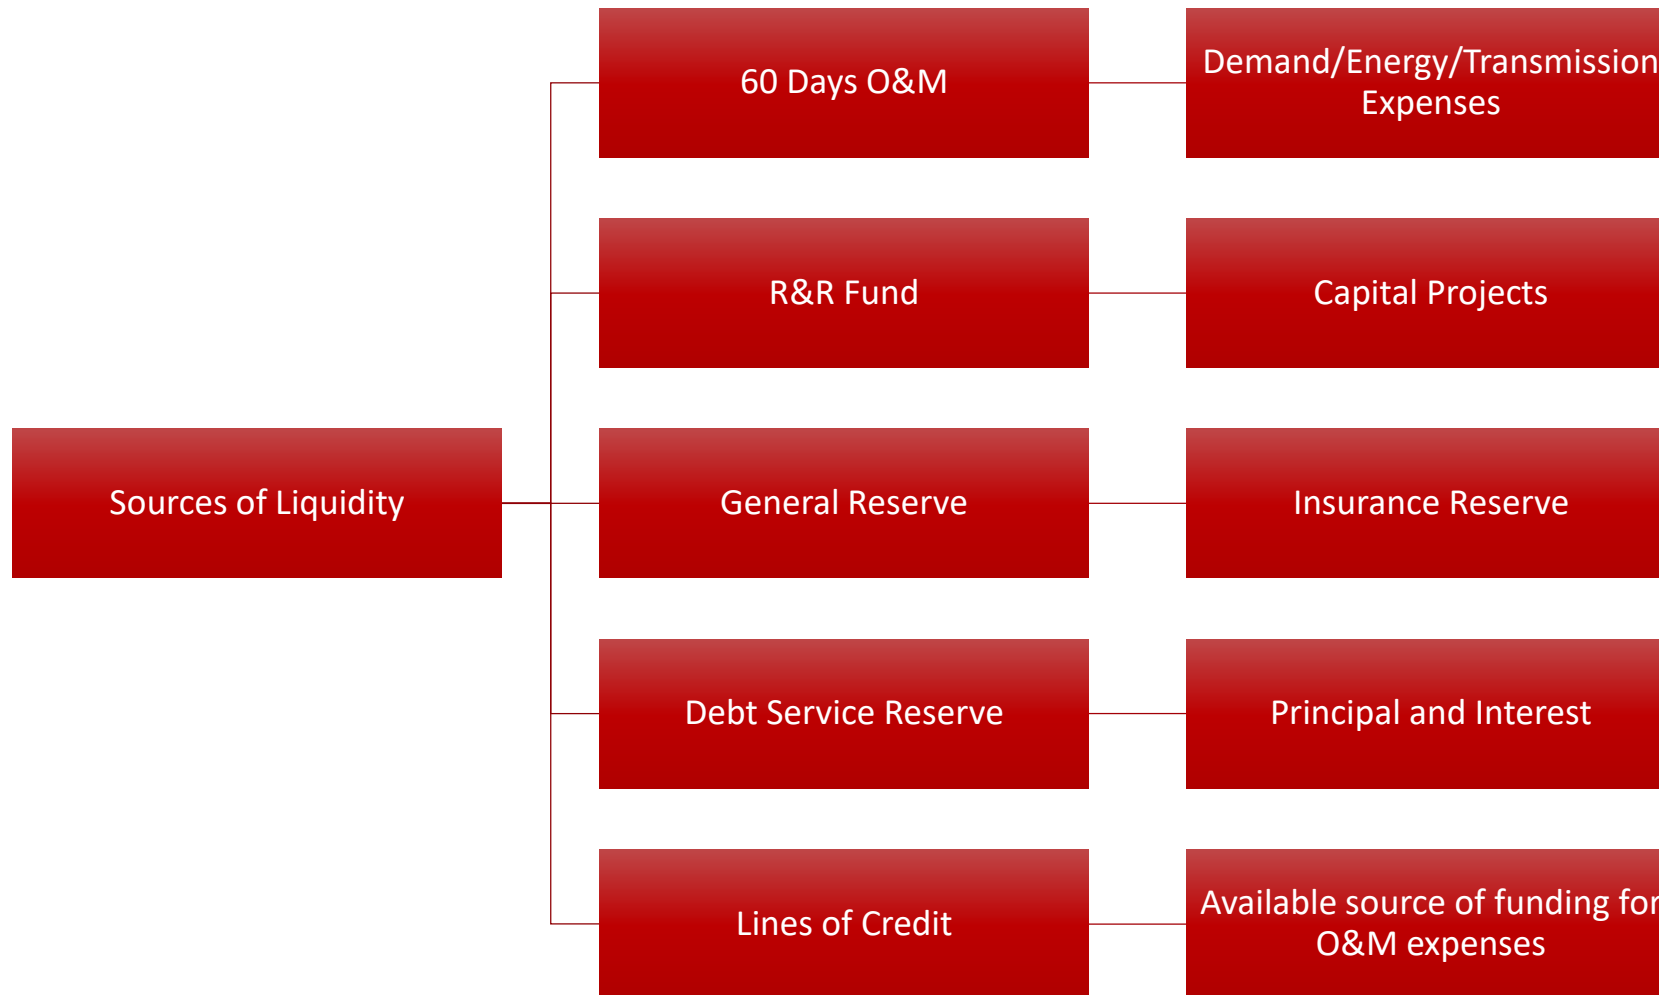 60 Days O&M
Demand/Energy/Transmission
Expenses
R&R Fund
Capital Projects
Sources of Liquidity
General Reserve
Insurance Reserve
Debt Service Reserve
Principal and Interest
Lines of Credit
Available source of funding for
O&M expenses